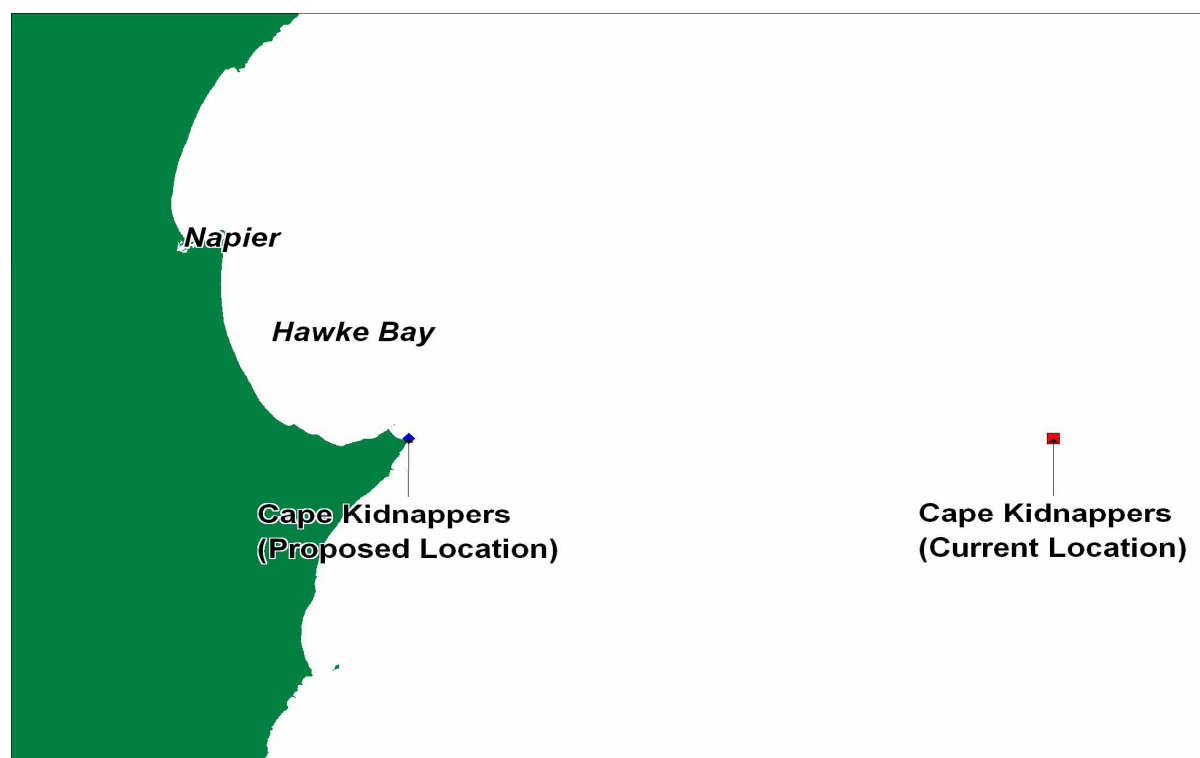 Napier
Hawke Bay
Cape Kidnappers
(Proposed Location)
Cape Kidnappers
(Current Location)